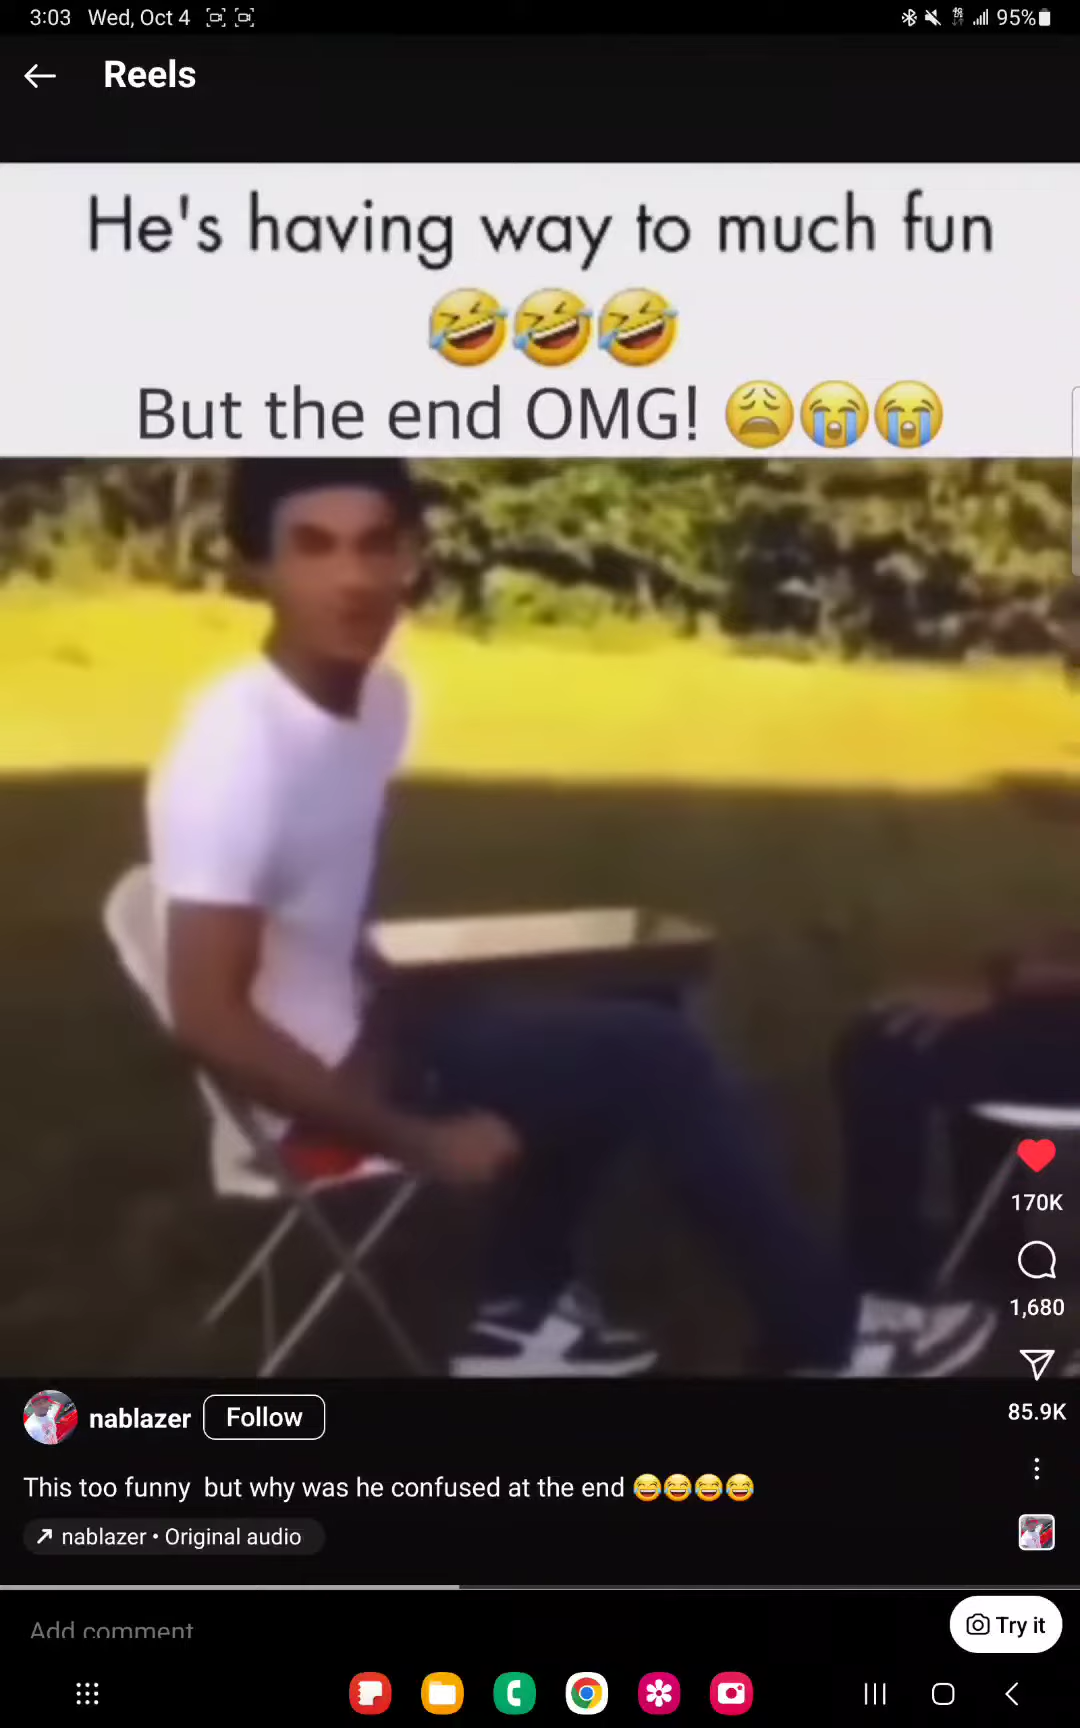 3:03 Wed, Oct 4 95%
Reels
He's having way to much fun
🤣🤣🤣
But the end OMG! 😩😭😭
170K
1,680
85.9K
nablazer Follow
This too funny but why was he confused at the end 😂😂😂😂
nablazer • Original audio
Add comment
Try it